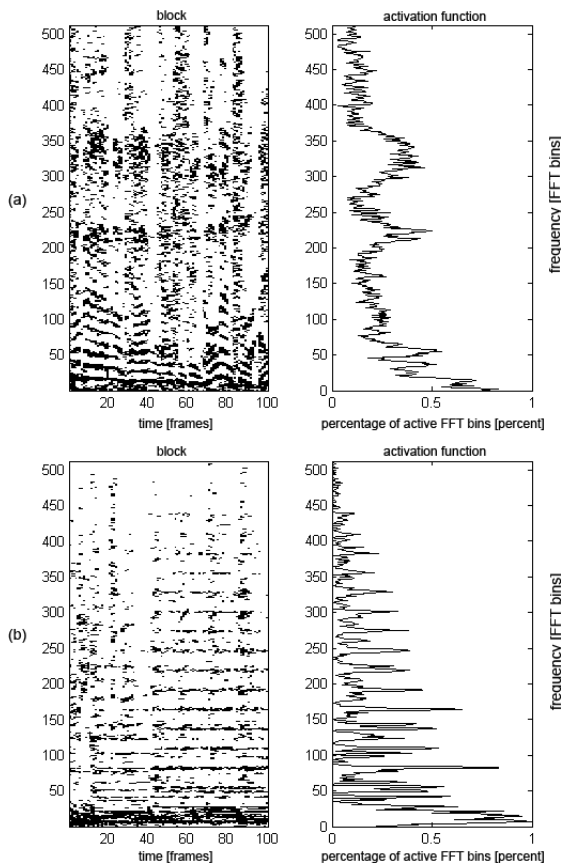 block
activation function
500
450
400
350
300
250
200
150
100
50
20 40 60 80 100
time [frames]
0 0.5 1
percentage of active FFT bins [percent]
frequency [FFT bins]
(a)
block
activation function
500
450
400
350
300
250
200
150
100
50
0 20 40 60 80 100
time [frames]
0 0.5 1
percentage of active FFT bins [percent]
frequency [FFT bins]
(b)